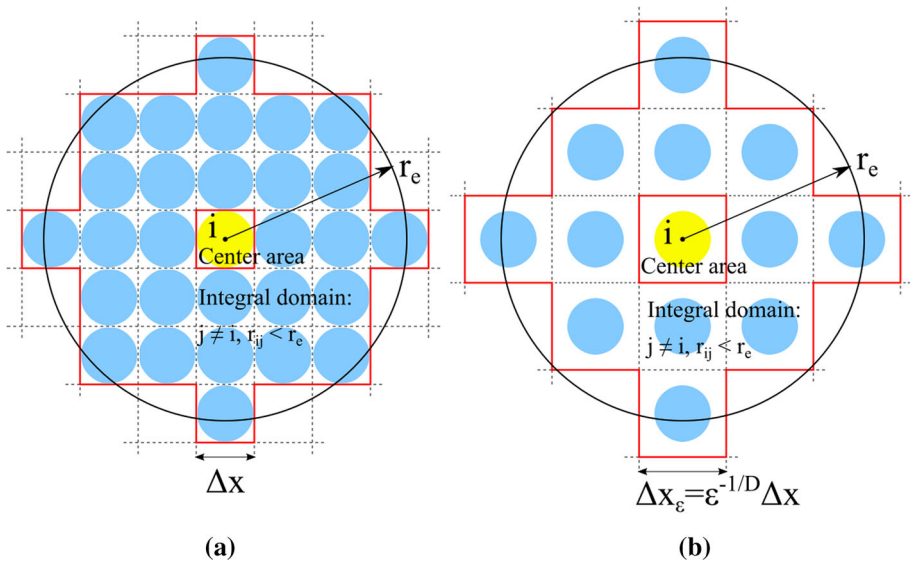 r_e
i
Center area
Integral domain:
j ≠ i, r_ij < r_e
Δx
(a)
r_e
i
Center area
Integral domain:
j ≠ i, r_ij < r_e
Δx_ε=ε^-1/D Δx
(b)